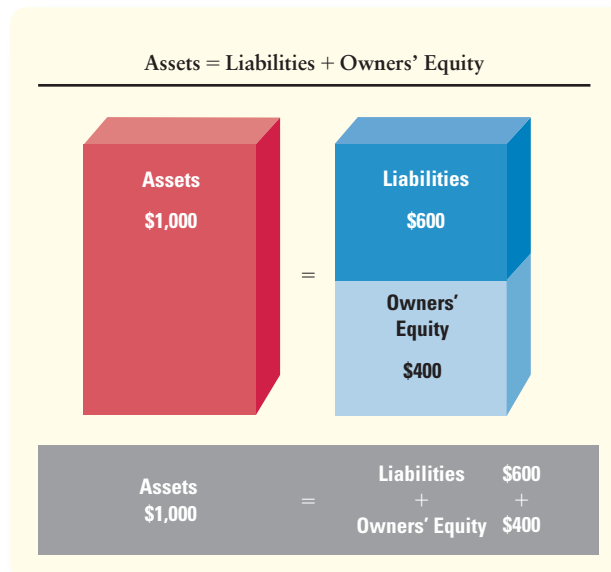 Assets = Liabilities + Owners’ Equity
Assets
$1,000
=
Liabilities
$600
Owners’
Equity
$400
Assets
$1,000
=
Liabilities $600
+ +
Owners’ Equity $400